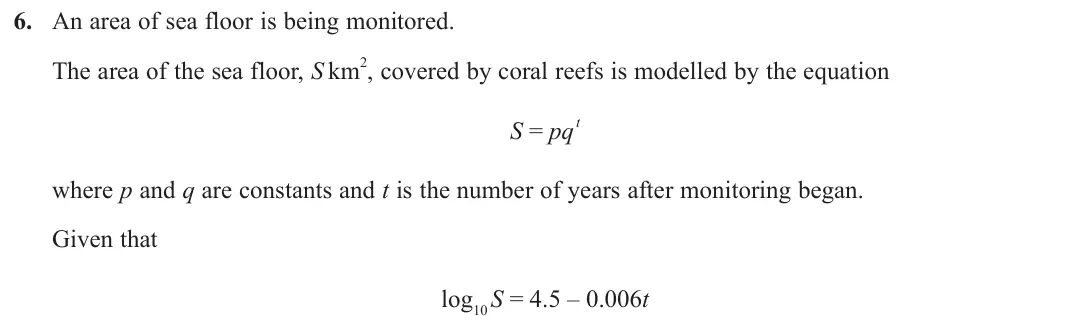 6. An area of sea floor is being monitored.
The area of the sea floor, S km², covered by coral reefs is modelled by the equation
S = pqᵗ
where p and q are constants and t is the number of years after monitoring began.
Given that
log₁₀ S = 4.5 – 0.006t